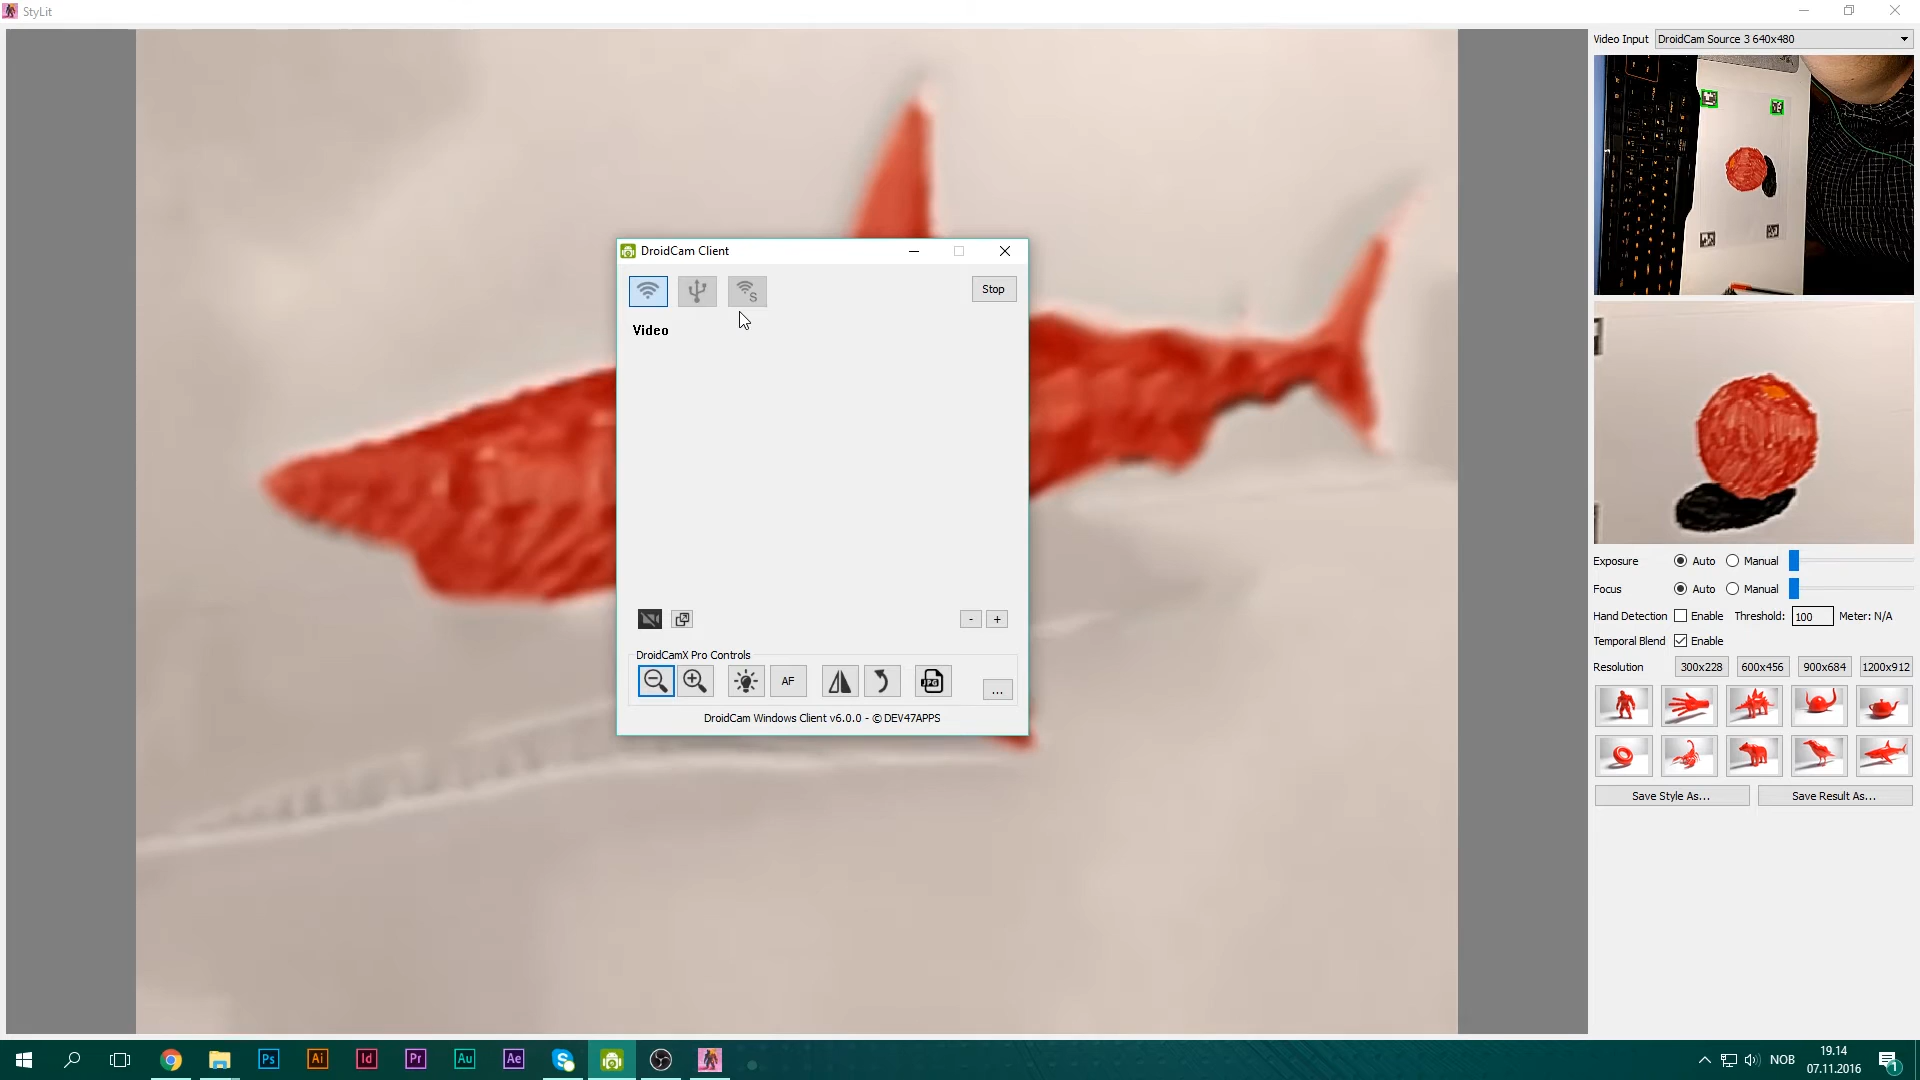 StyLit
Video Input
DroidCam Source 3 640x480
DroidCam Client
Stop
Video
-
+
DroidCamX Pro Controls
AF
JPG
...
DroidCam Windows Client v6.0.0 - © DEV47APPS
Exposure
Auto
Manual
Focus
Auto
Manual
Hand Detection
Enable
Threshold:
100
Meter: N/A
Temporal Blend
Enable
Resolution
300x228
600x456
900x684
1200x912
Save Style As...
Save Result As...
Ps
Ai
Id
Pr
Au
Ae
S
NOB
19.14
07.11.2016
1